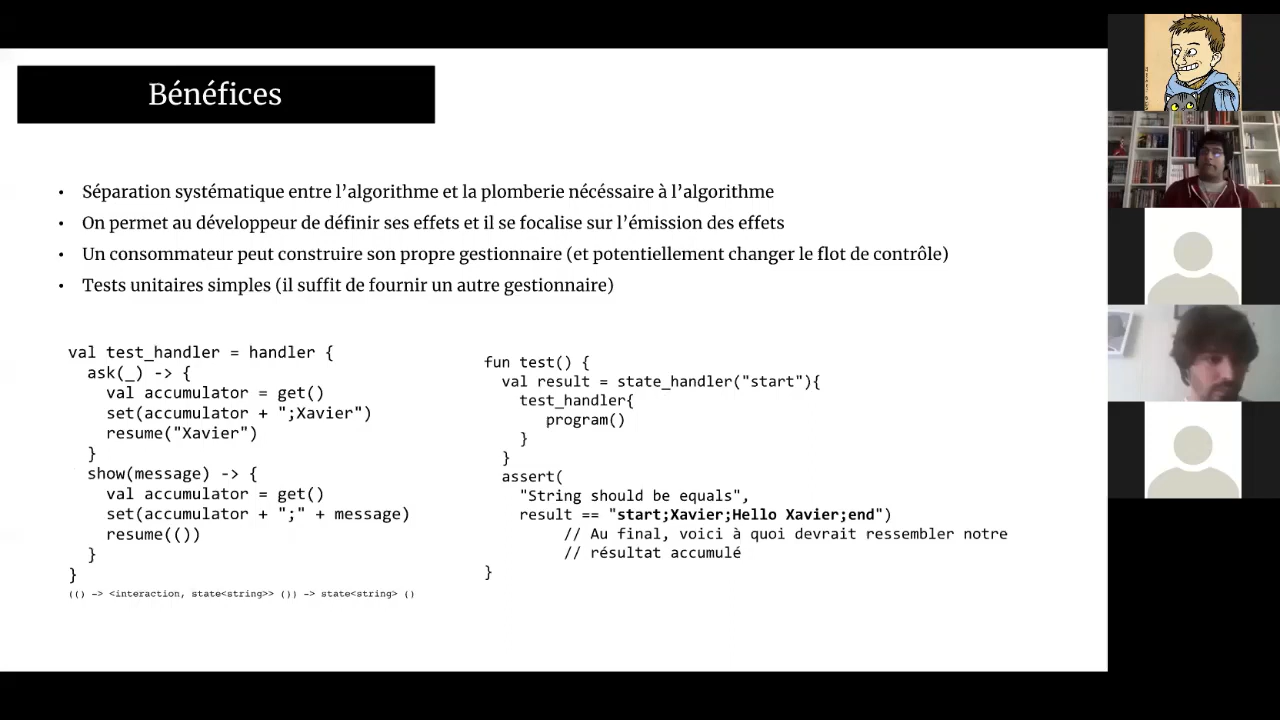 Bénéfices
• Séparation systématique entre l’algorithme et la plomberie nécéssaire à l’algorithme
• On permet au développeur de définir ses effets et il se focalise sur l’émission des effets
• Un consommateur peut construire son propre gestionnaire (et potentiellement changer le flot de contrôle)
• Tests unitaires simples (il suffit de fournir un autre gestionnaire)
val test_handler = handler {
ask(_) -> {
val accumulator = get()
set(accumulator + ";Xavier")
resume("Xavier")
}
show(message) -> {
val accumulator = get()
set(accumulator + ";" + message)
resume(())
}
}
(() -> <interaction, state<string>> ()) -> state<string> ()
fun test() {
val result = state_handler("start"){
test_handler{
program()
}
}
assert(
"String should be equals",
result == "start;Xavier;Hello Xavier;end")
// Au final, voici à quoi devrait ressembler notre
// résultat accumulé
}